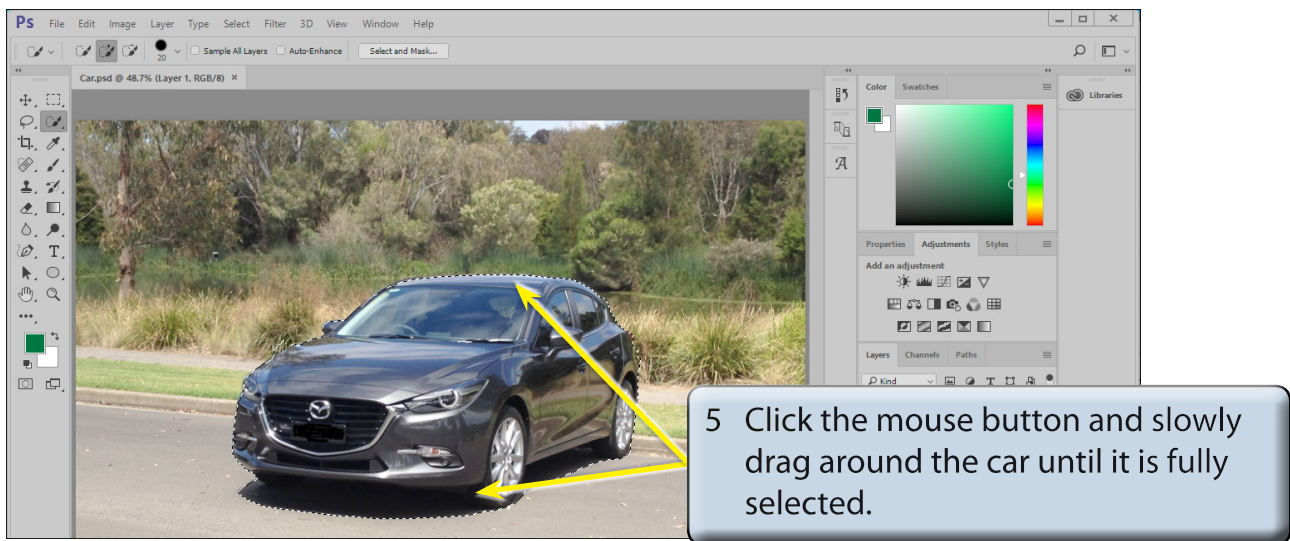 Ps File Edit Image Layer Type Select Filter 3D View Window Help
20 Sample All Layers Auto-Enhance Select and Mask...
Car.psd @ 48.7% (Layer 1, RGB/8) ×
Color Swatches
Libraries
Properties Adjustments Styles
Add an adjustment
Layers Channels Paths
Kind
5 Click the mouse button and slowly
drag around the car until it is fully
selected.